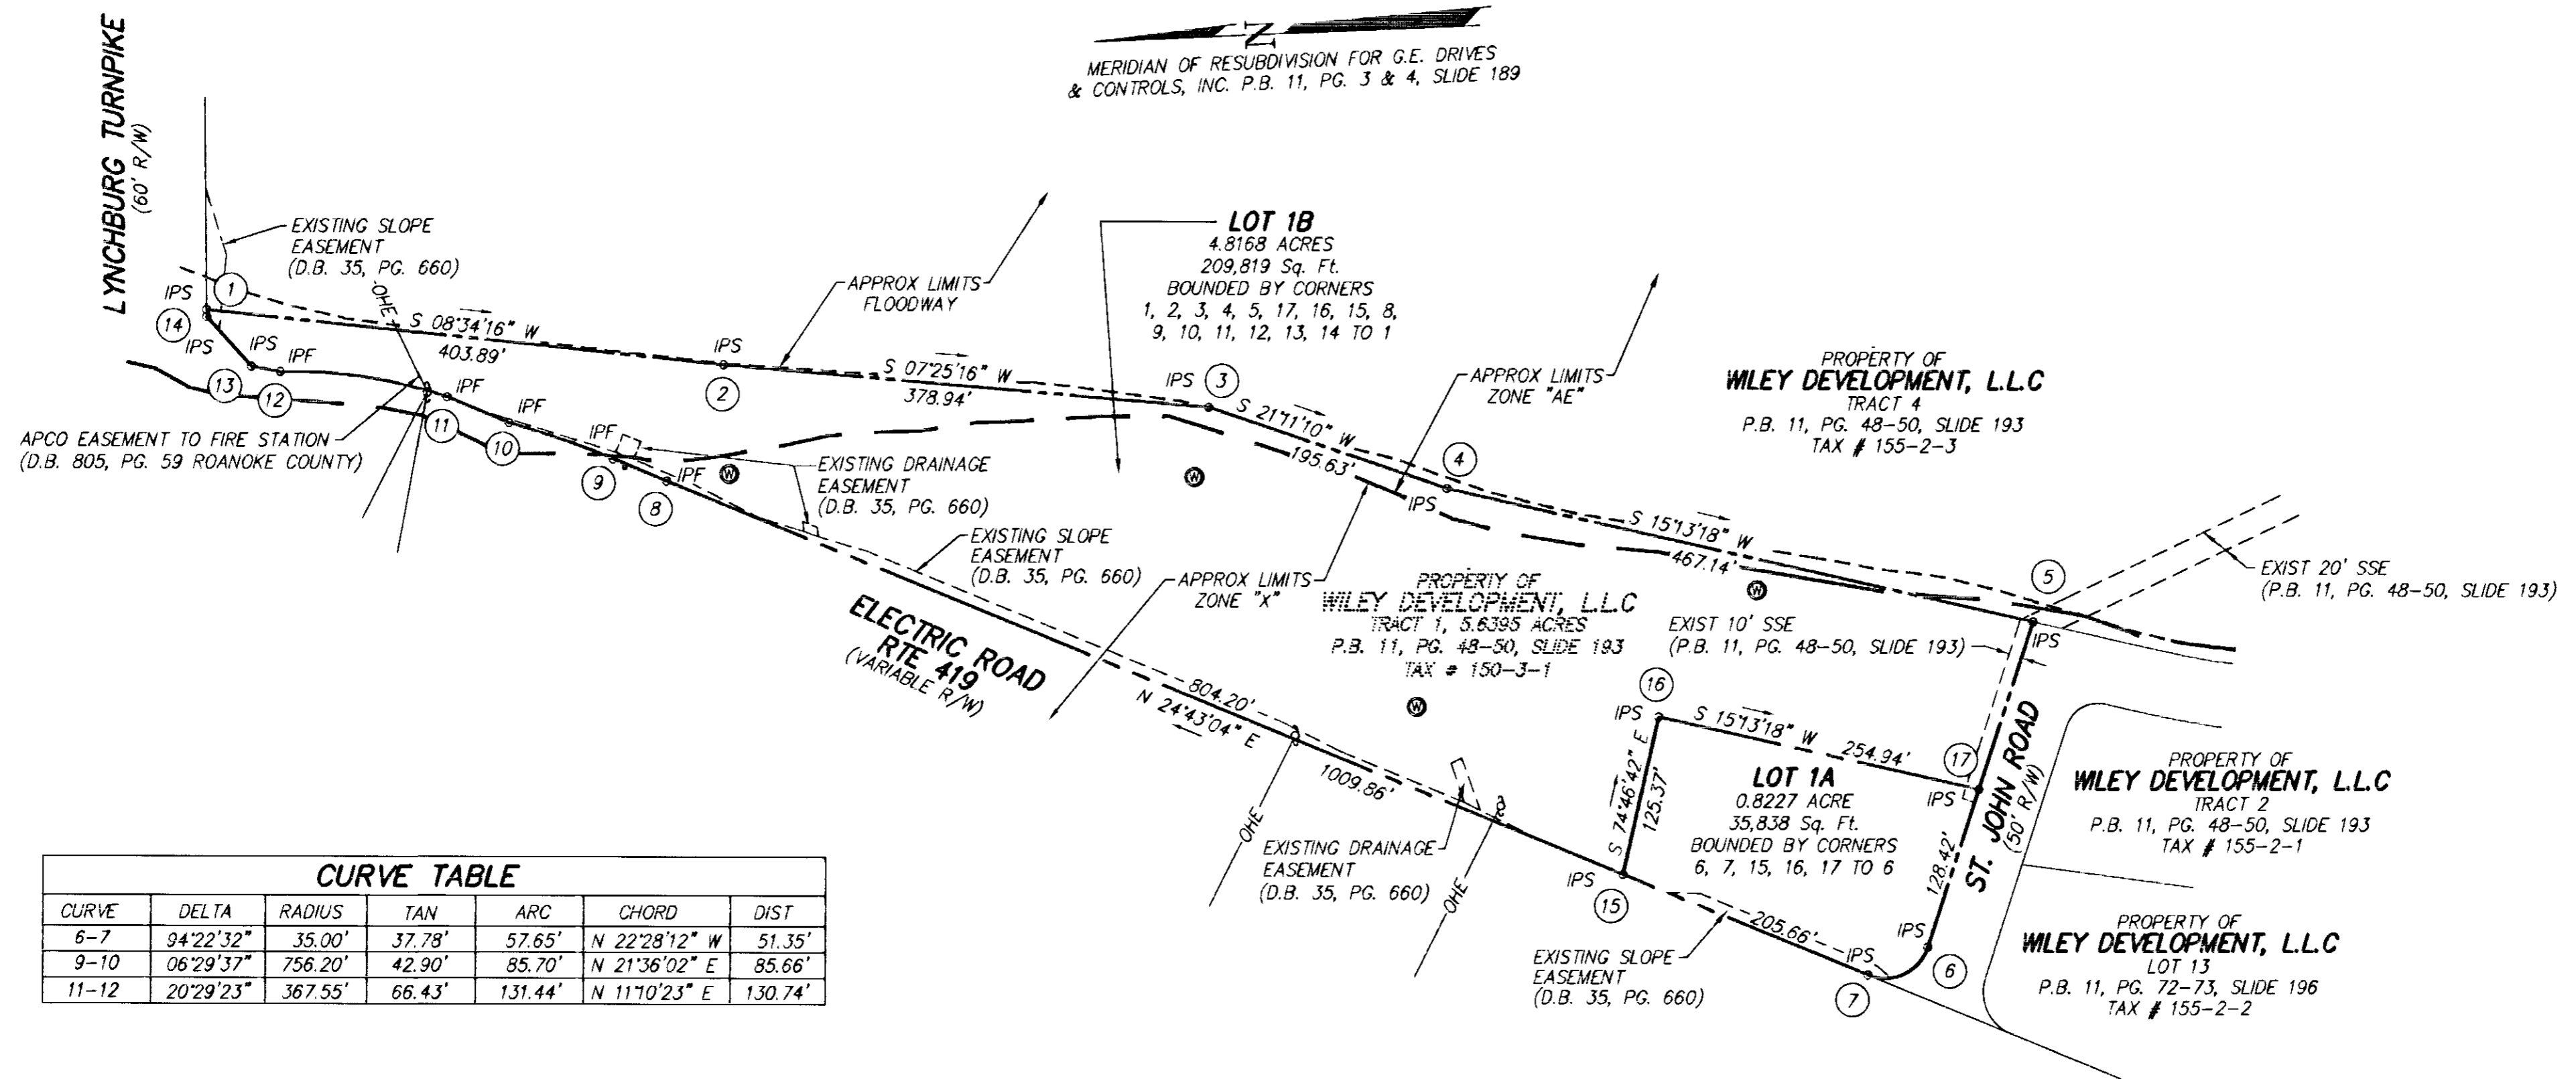 N
MERIDIAN OF RESUBDIVISION FOR G.E. DRIVES
& CONTROLS, INC. P.B. 11, PG. 3 & 4, SLIDE 189
LYNCHBURG TURNPIKE
(60' R/W)
EXISTING SLOPE
EASEMENT
(D.B. 35, PG. 660)
IPS
1
14
IPS
IPS
IPF
13
12
OHE
S 08°34'16" W
403.89'
IPS
2
APPROX LIMITS
FLOODWAY
LOT 1B
4.8168 ACRES
209,819 Sq. Ft.
BOUNDED BY CORNERS
1, 2, 3, 4, 5, 17, 16, 15, 8,
9, 10, 11, 12, 13, 14 TO 1
S 07°25'16" W
378.94'
IPS
3
S 21°11'10" W
195.63'
APPROX LIMITS
ZONE "AE"
4
IPS
PROPERTY OF
WILEY DEVELOPMENT, L.L.C
TRACT 4
P.B. 11, PG. 48-50, SLIDE 193
TAX # 155-2-3
APCO EASEMENT TO FIRE STATION
(D.B. 805, PG. 59 ROANOKE COUNTY)
IPF
11
IPF
10
IPF
9
IPF
8
W
W
EXISTING DRAINAGE
EASEMENT
(D.B. 35, PG. 660)
EXISTING SLOPE
EASEMENT
(D.B. 35, PG. 660)
S 15°13'18" W
467.14'
5
IPS
EXIST 20' SSE
(P.B. 11, PG. 48-50, SLIDE 193)
APPROX LIMITS
ZONE "X"
PROPERTY OF
WILEY DEVELOPMENT, L.L.C
TRACT 1, 5.6395 ACRES
P.B. 11, PG. 48-50, SLIDE 193
TAX # 150-3-1
W
W
EXIST 10' SSE
(P.B. 11, PG. 48-50, SLIDE 193)
ELECTRIC ROAD
RTE 419
(VARIABLE R/W)
804.20'
N 24°43'04" E
1009.86'
OHE
OHE
16
IPS
S 15°13'18" W
254.94'
17
IPS
S 74°46'42" E
125.37'
LOT 1A
0.8227 ACRE
35,838 Sq. Ft.
BOUNDED BY CORNERS
6, 7, 15, 16, 17 TO 6
128.42'
ST. JOHN ROAD
(50' R/W)
PROPERTY OF
WILEY DEVELOPMENT, L.L.C
TRACT 2
P.B. 11, PG. 48-50, SLIDE 193
TAX # 155-2-1
EXISTING DRAINAGE
EASEMENT
(D.B. 35, PG. 660)
IPS
15
205.66'
EXISTING SLOPE
EASEMENT
(D.B. 35, PG. 660)
IPS
7
IPS
6
PROPERTY OF
WILEY DEVELOPMENT, L.L.C
LOT 13
P.B. 11, PG. 72-73, SLIDE 196
TAX # 155-2-2
CURVE TABLE
CURVE DELTA RADIUS TAN ARC CHORD DIST
6-7 94°22'32" 35.00' 37.78' 57.65' N 22°28'12" W 51.35'
9-10 06°29'37" 756.20' 42.90' 85.70' N 21°36'02" E 85.66'
11-12 20°29'23" 367.55' 66.43' 131.44' N 11°10'23" E 130.74'